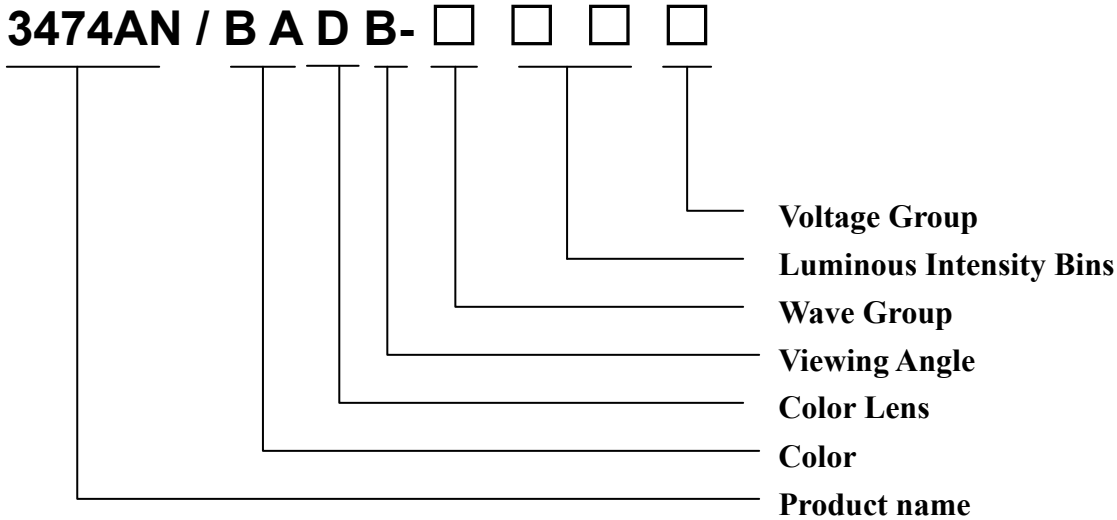 3474AN / B A D B- □ □ □ □
Voltage Group
Luminous Intensity Bins
Wave Group
Viewing Angle
Color Lens
Color
Product name